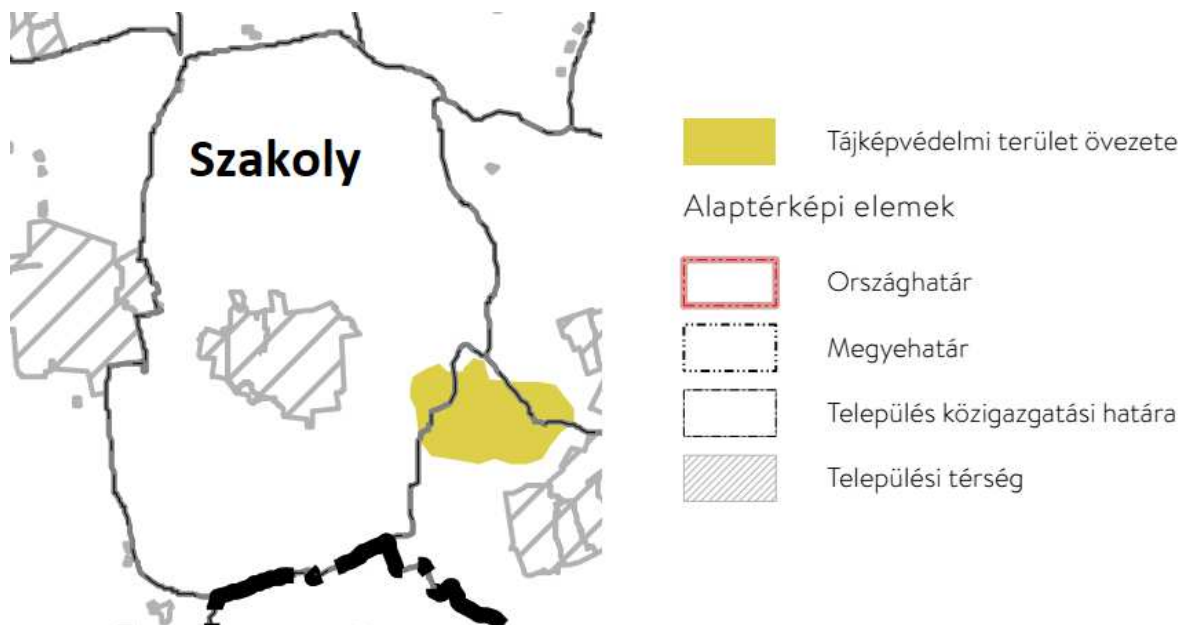 Szakoly
Tájképvédelmi terület övezete
Alaptérképi elemek
Országhatár
Megyehatár
Település közigazgatási határa
Települési térség